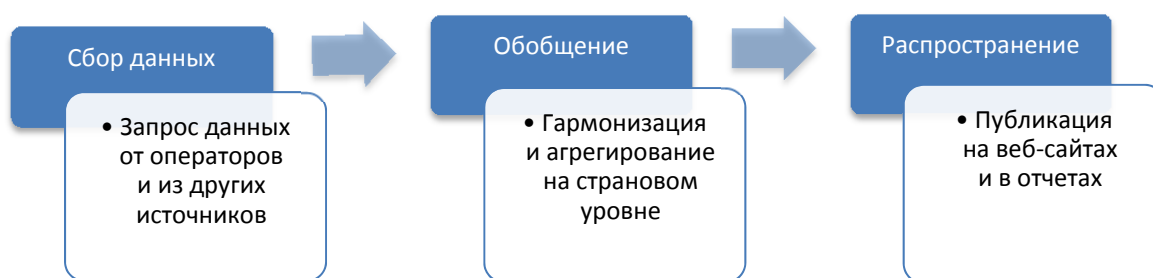 Сбор данных
• Запрос данных
от операторов
и из других
источников
Обобщение
• Гармонизация
и агрегирование
на страновом
уровне
Распространение
• Публикация
на веб-сайтах
и в отчетах